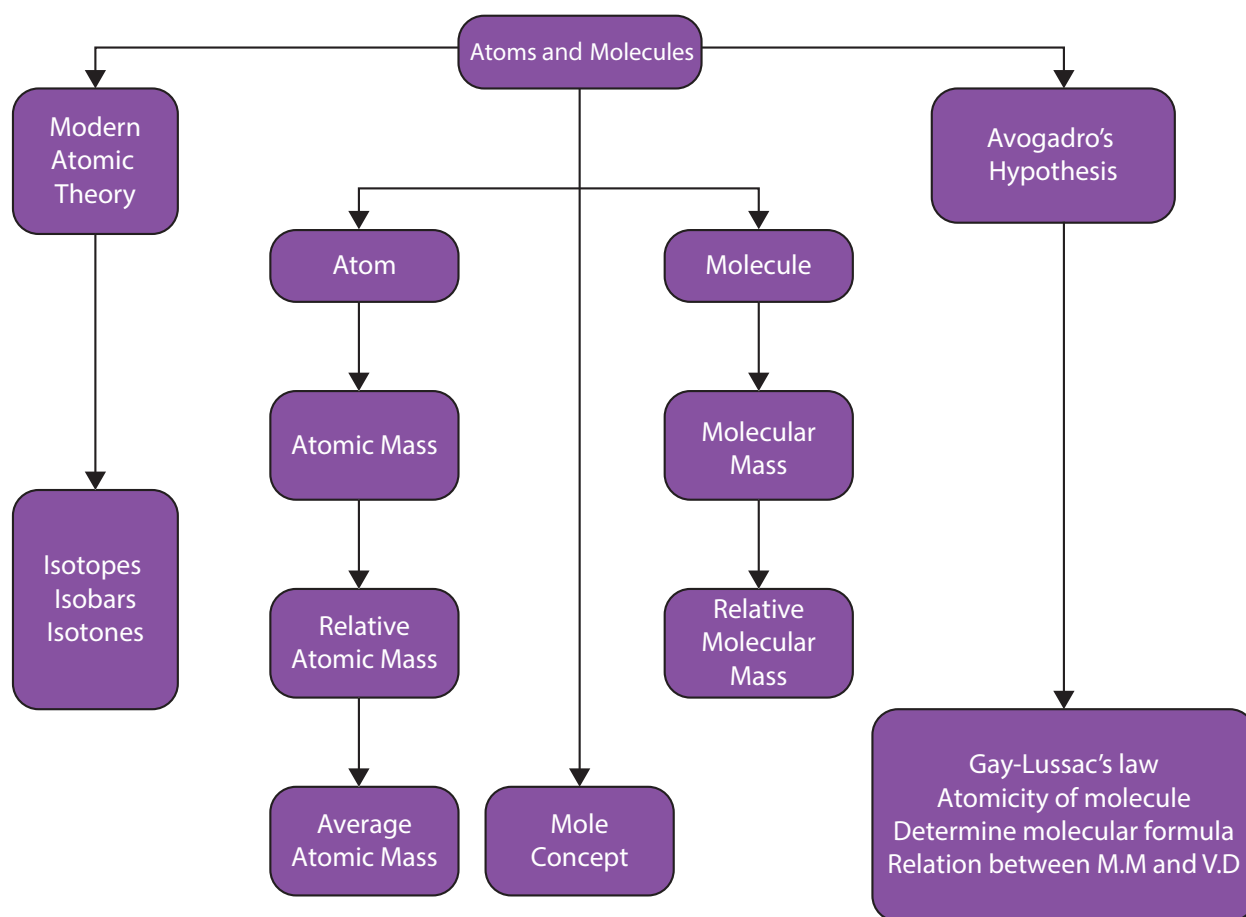 Atoms and Molecules
Modern
Atomic
Theory
Avogadro's
Hypothesis
Atom
Molecule
Atomic Mass
Molecular
Mass
Isotopes
Isobars
Isotones
Relative
Atomic Mass
Relative
Molecular
Mass
Average
Atomic Mass
Mole
Concept
Gay-Lussac's law
Atomicity of molecule
Determine molecular formula
Relation between M.M and V.D